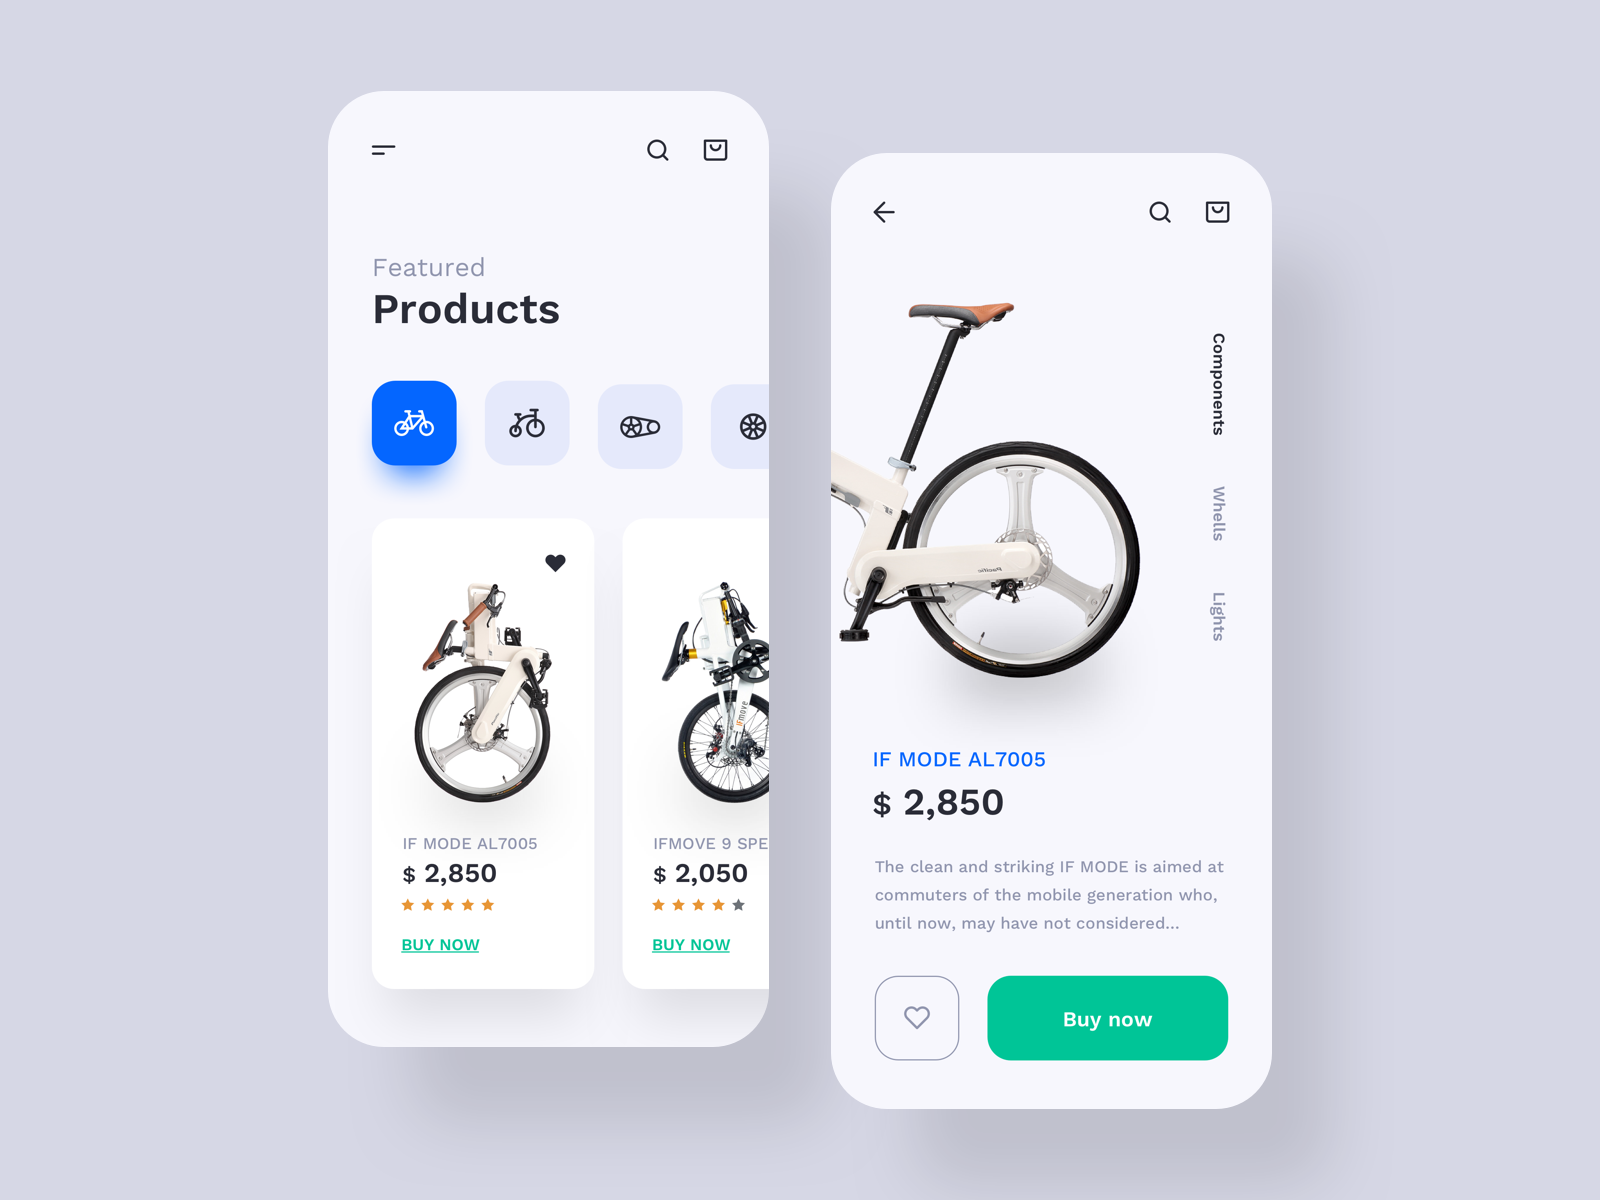 Featured
Products
IF MODE AL7005
$ 2,850
BUY NOW
IFmove
IFMOVE 9 SPE
$ 2,050
BUY NOW
Components
Whells
Lights
Pacific
IF MODE AL7005
$ 2,850
The clean and striking IF MODE is aimed at
commuters of the mobile generation who,
until now, may have not considered...
Buy now